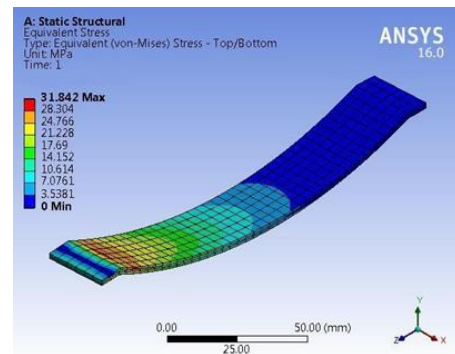 A: Static Structural
Equivalent Stress
Type: Equivalent (von-Mises) Stress - Top/Bottom
Unit: MPa
Time: 1
ANSYS
16.0
31.842 Max
28.304
24.766
21.228
17.69
14.152
10.614
7.0761
3.5381
0 Min
0.00 50.00 (mm)
25.00
Y
Z X